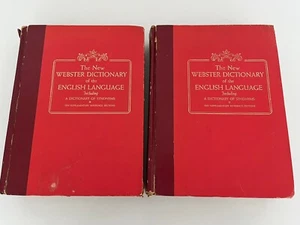 The New
WEBSTER DICTIONARY
of the
ENGLISH LANGUAGE
Including
A DICTIONARY OF SYNONYMS
The New
WEBSTER DICTIONARY
of the
ENGLISH LANGUAGE
Including
A DICTIONARY OF SYNONYMS